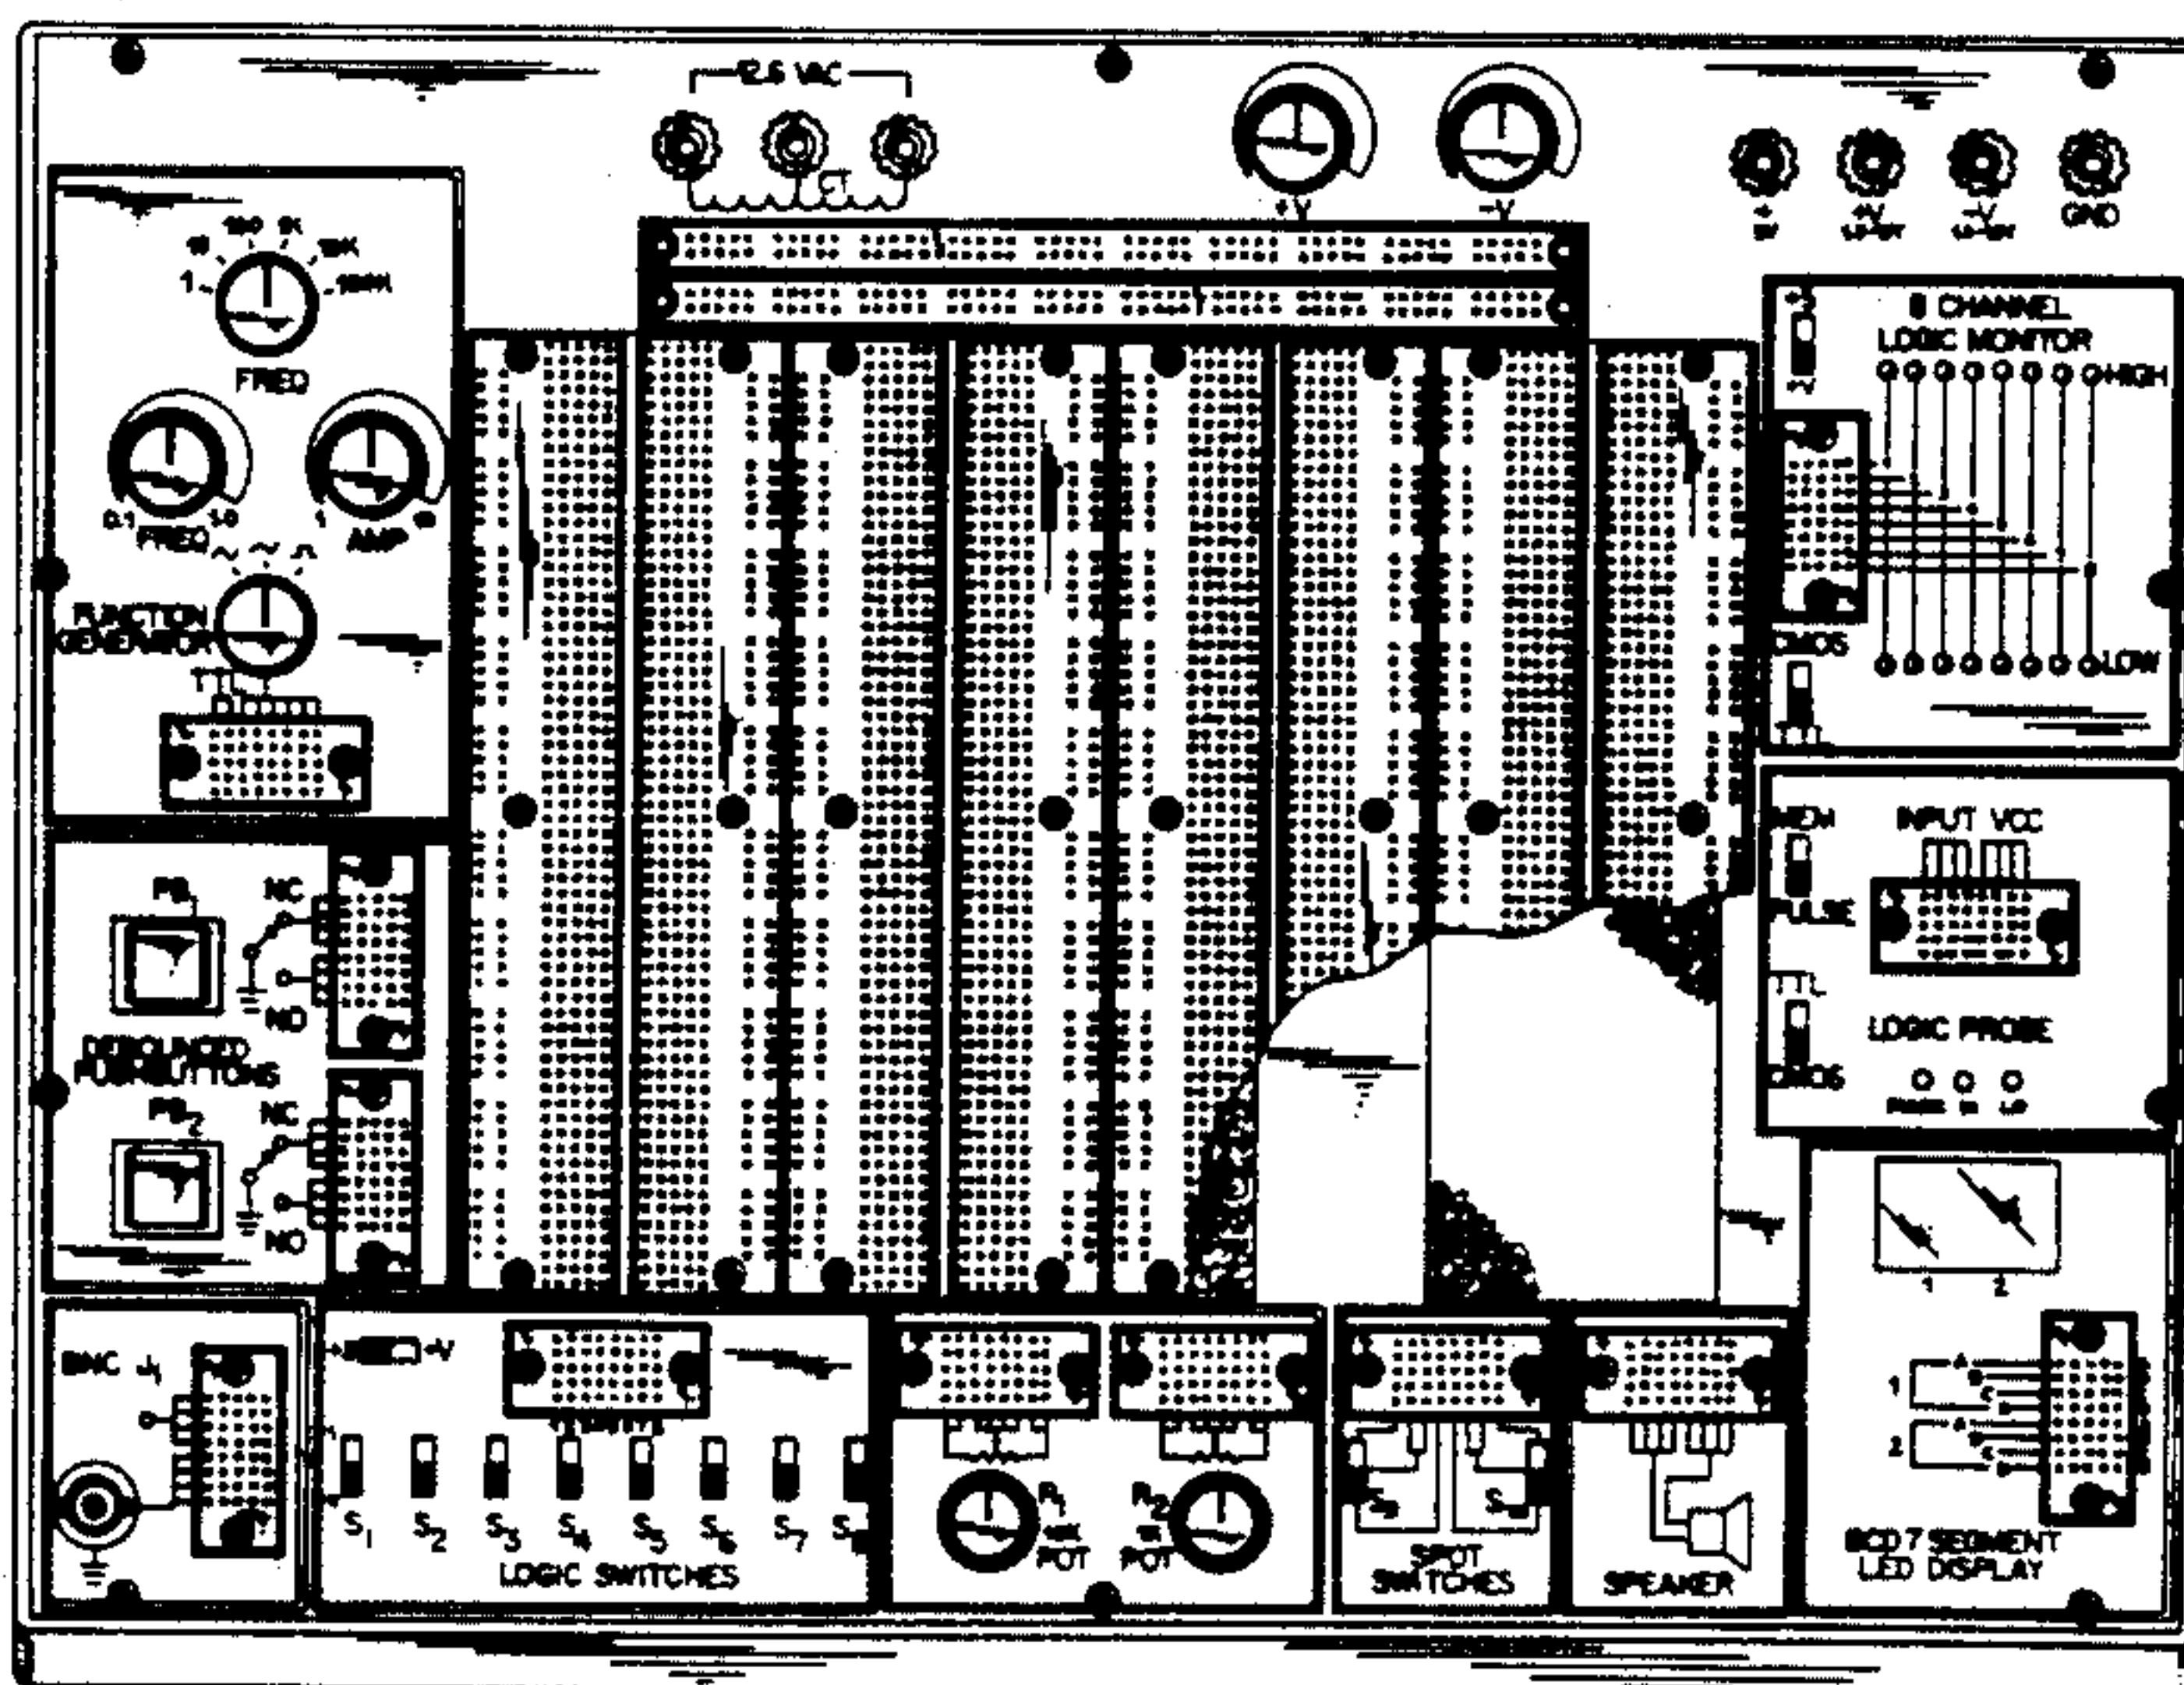 12.6 VAC
CT
+V
-V
GND
1
10
100
1K
10K
100K
FREQ
0.1
1.0
FREQ
1
10
AMP
FUNCTION
GENERATOR
TTL
8 CHANNEL
LOGIC MONITOR
HIGH
LOW
CMOS
TTL
MEM
PULSE
INPUT VCC
TTL
CMOS
LOGIC PROBE
PB1
NC
NO
DEBOUNCED
PUSHBUTTONS
PB2
NC
NO
1
2
BNC J1
+V
S1
S2
S3
S4
S5
S6
S7
LOGIC SWITCHES
R1
POT
R2
POT
SPDT
SWITCHES
SPEAKER
1
A
C
2
A
C
BCD 7 SEGMENT
LED DISPLAY